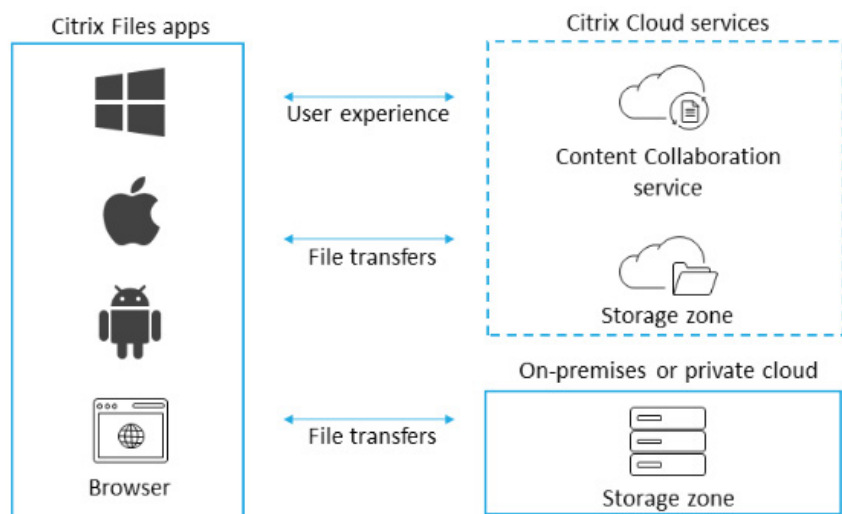 Citrix Files apps
Citrix Cloud services
User experience
Content Collaboration
service
File transfers
Storage zone
On-premises or private cloud
File transfers
Browser
Storage zone